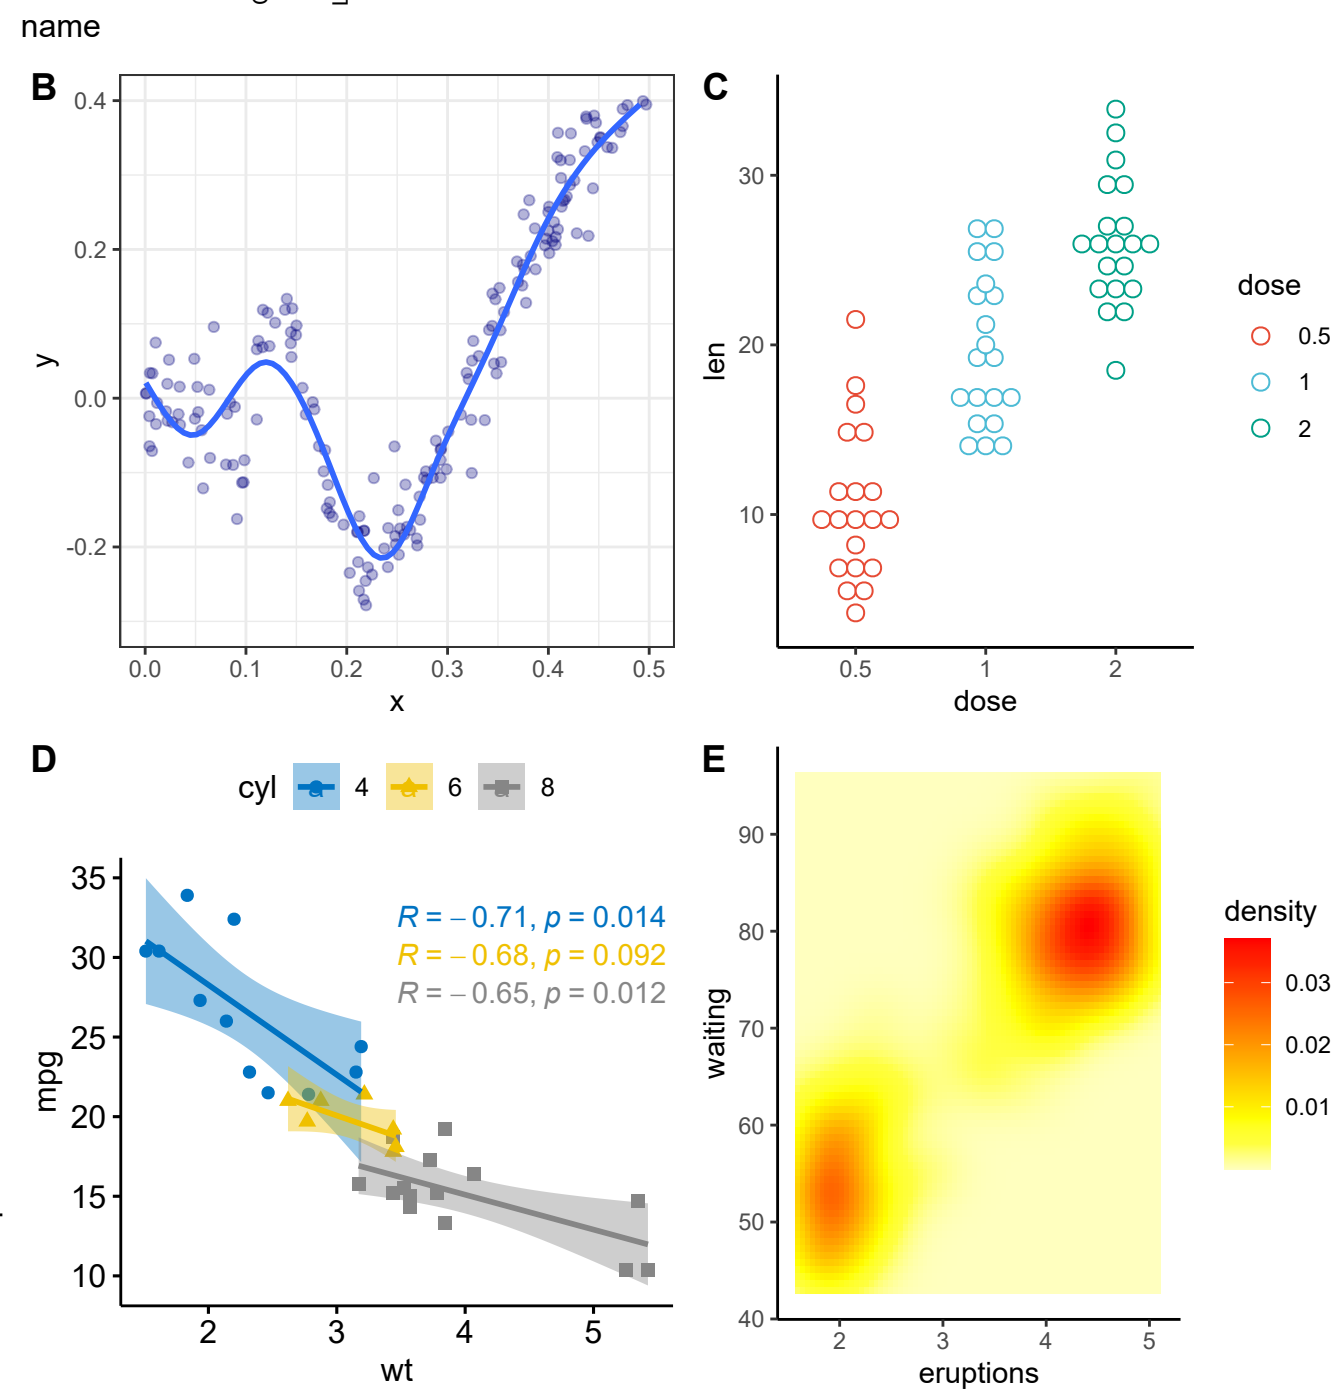 name
B
0.4
0.2
0.0
-0.2
y
0.0 0.1 0.2 0.3 0.4 0.5
x
C
30
20
10
len
0.5 1 2
dose
dose
0.5
1
2
D
cyl 4 6 8
35
30
25
20
15
10
mpg
R = − 0.71, p = 0.014
R = − 0.68, p = 0.092
R = − 0.65, p = 0.012
2 3 4 5
wt
E
90
80
70
60
50
40
waiting
2 3 4 5
eruptions
density
0.03
0.02
0.01